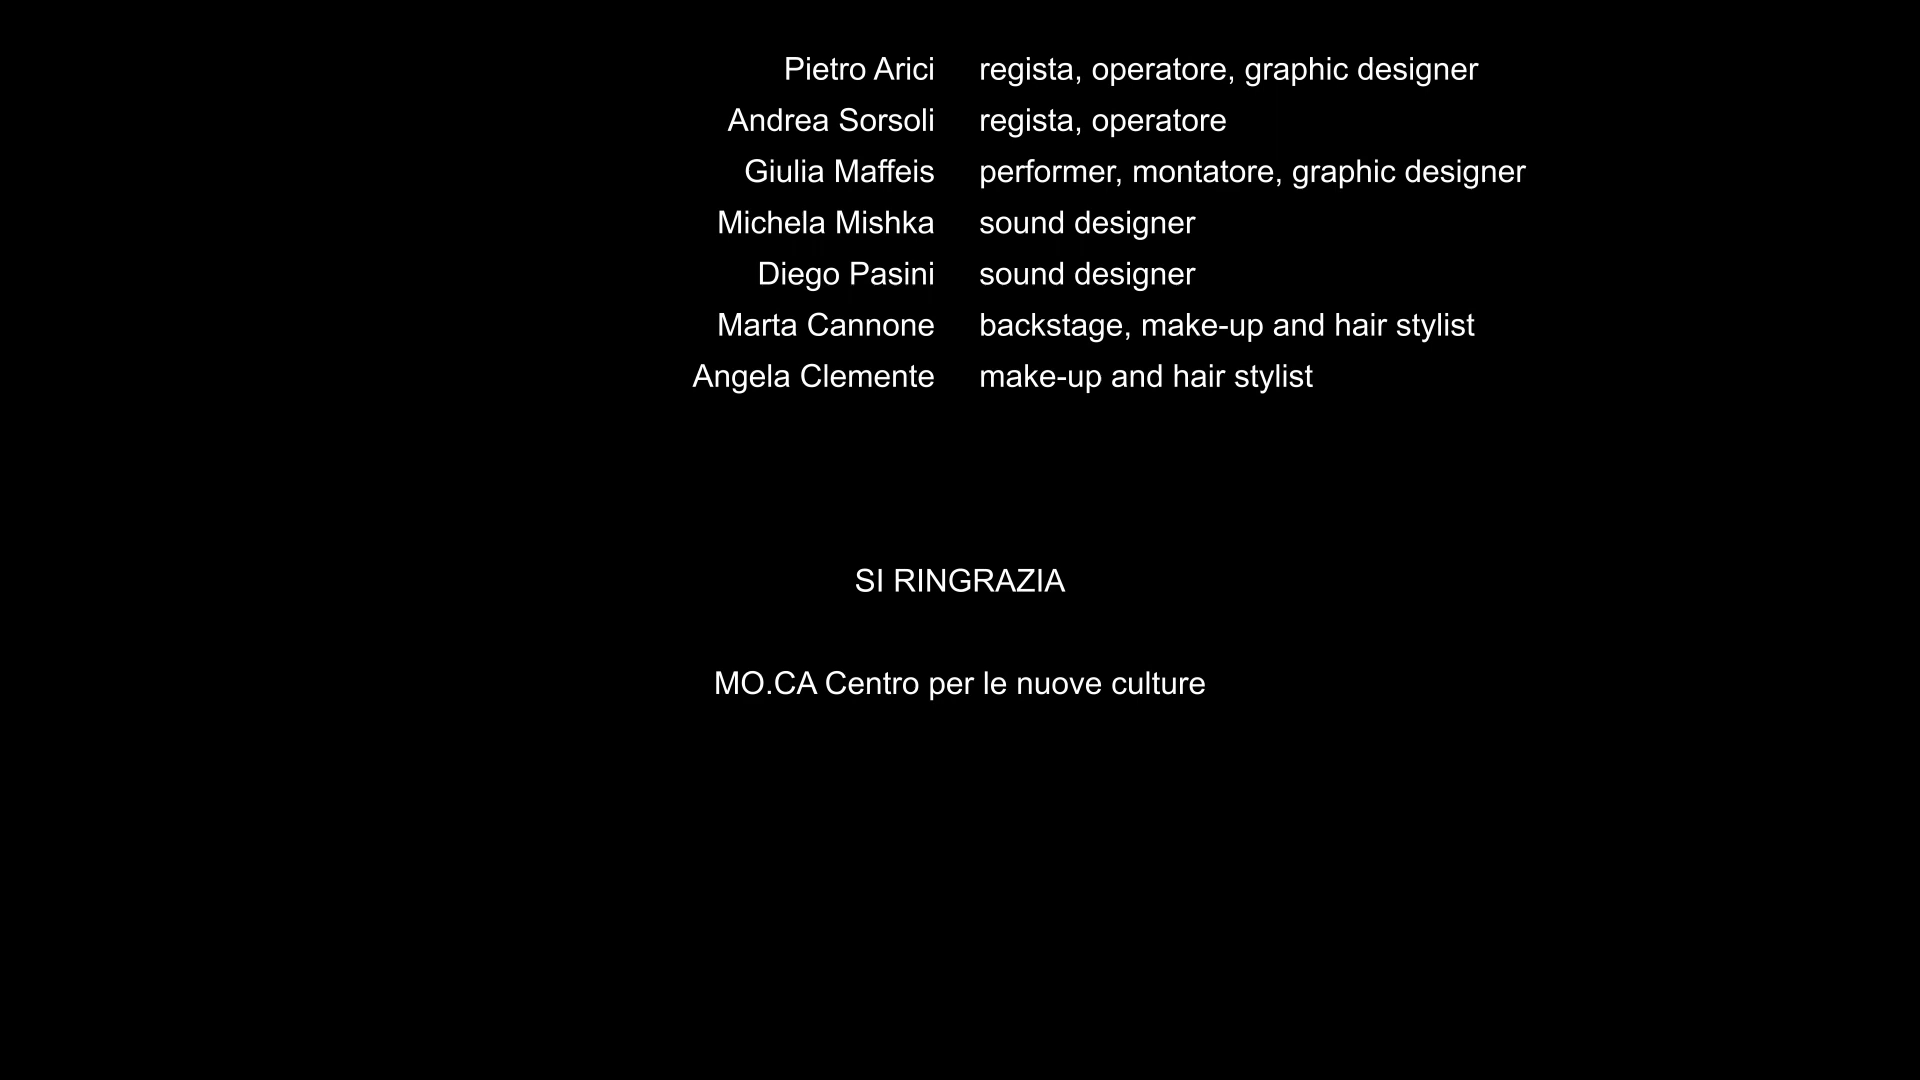 Pietro Arici regista, operatore, graphic designer
Andrea Sorsoli regista, operatore
Giulia Maffeis performer, montatore, graphic designer
Michela Mishka sound designer
Diego Pasini sound designer
Marta Cannone backstage, make-up and hair stylist
Angela Clemente make-up and hair stylist
SI RINGRAZIA
MO.CA Centro per le nuove culture